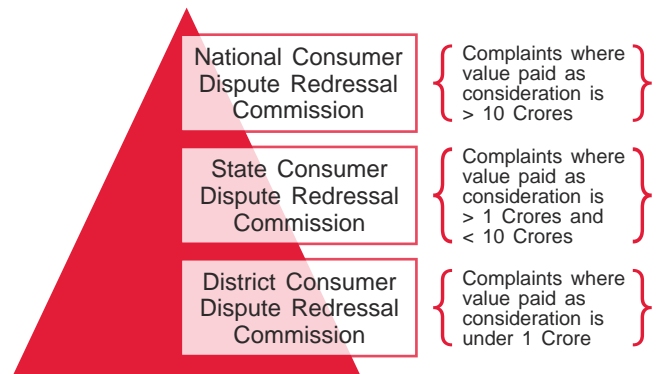 National Consumer
Dispute Redressal
Commission
Complaints where
value paid as
consideration is
> 10 Crores
State Consumer
Dispute Redressal
Commission
Complaints where
value paid as
consideration is
> 1 Crores and
< 10 Crores
District Consumer
Dispute Redressal
Commission
Complaints where
value paid as
consideration is
under 1 Crore